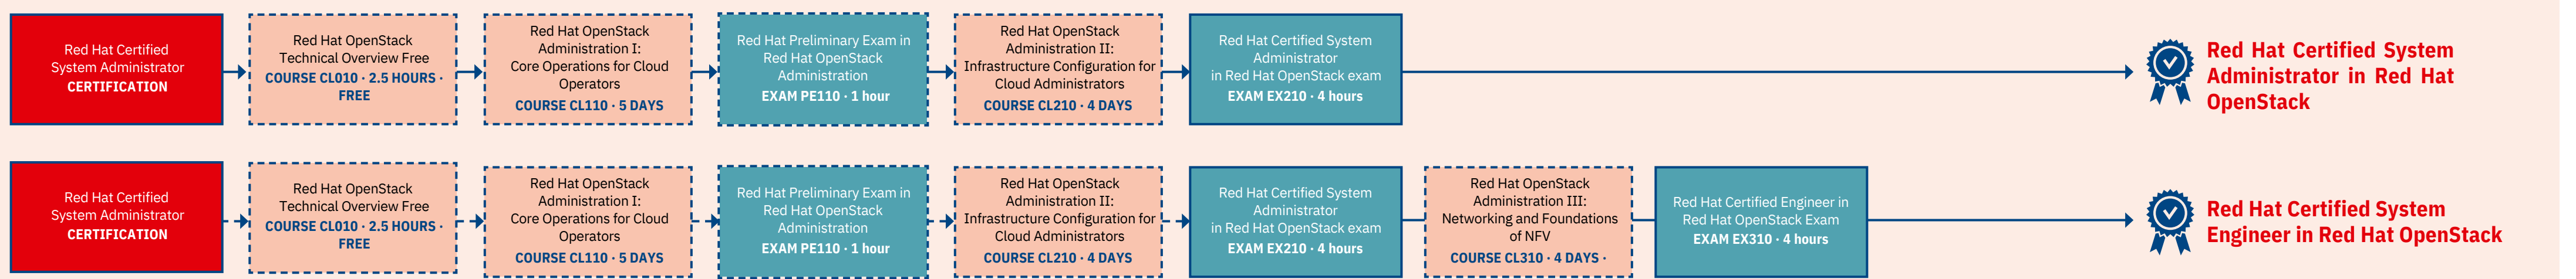 Red Hat Certified
System Administrator
CERTIFICATION
Red Hat OpenStack
Technical Overview Free
COURSE CL010 · 2.5 HOURS ·
FREE
Red Hat OpenStack
Administration I:
Core Operations for Cloud
Operators
COURSE CL110 · 5 DAYS
Red Hat Preliminary Exam in
Red Hat OpenStack
Administration
EXAM PE110 · 1 hour
Red Hat OpenStack
Administration II:
Infrastructure Configuration for
Cloud Administrators
COURSE CL210 · 4 DAYS
Red Hat Certified System
Administrator
in Red Hat OpenStack exam
EXAM EX210 · 4 hours
Red Hat Certified System
Administrator in Red Hat
OpenStack
Red Hat Certified
System Administrator
CERTIFICATION
Red Hat OpenStack
Technical Overview Free
COURSE CL010 · 2.5 HOURS ·
FREE
Red Hat OpenStack
Administration I:
Core Operations for Cloud
Operators
COURSE CL110 · 5 DAYS
Red Hat Preliminary Exam in
Red Hat OpenStack
Administration
EXAM PE110 · 1 hour
Red Hat OpenStack
Administration II:
Infrastructure Configuration for
Cloud Administrators
COURSE CL210 · 4 DAYS
Red Hat Certified System
Administrator
in Red Hat OpenStack exam
EXAM EX210 · 4 hours
Red Hat OpenStack
Administration III:
Networking and Foundations
of NFV
COURSE CL310 · 4 DAYS ·
Red Hat Certified Engineer in
Red Hat OpenStack Exam
EXAM EX310 · 4 hours
Red Hat Certified System
Engineer in Red Hat OpenStack